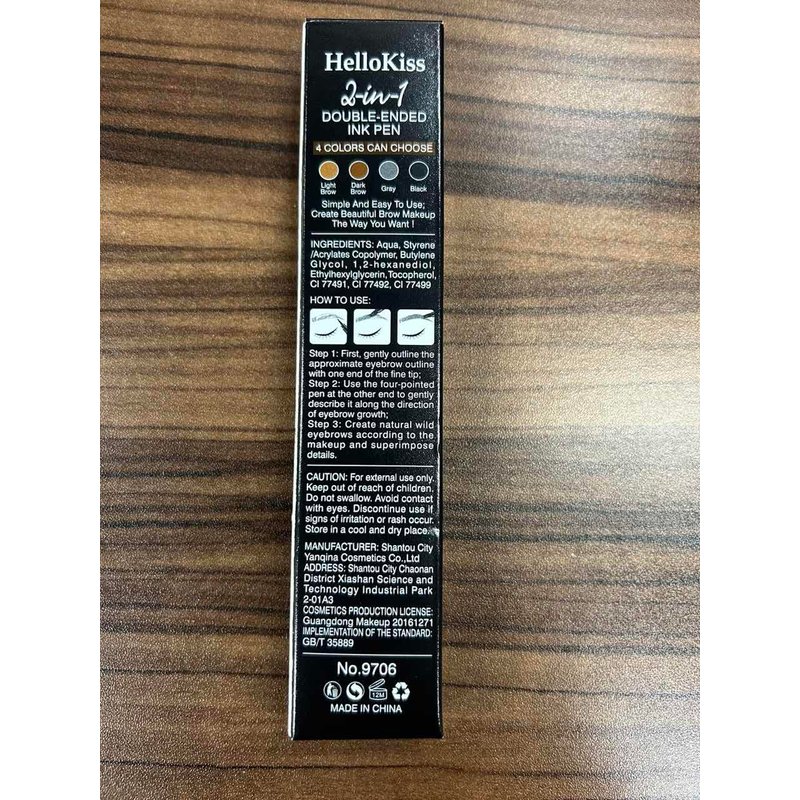 HelloKiss
2-in-1
DOUBLE-ENDED
INK PEN
4 COLORS CAN CHOOSE
Light Brow Dark Brow Gray Black
Simple And Easy To Use;
Create Beautiful Brow Makeup
The Way You Want !
INGREDIENTS: Aqua, Styrene
/Acrylates Copolymer, Butylene
Glycol, 1,2-hexanediol,
Ethylhexylglycerin,Tocopherol,
CI 77491, CI 77492, CI 77499
HOW TO USE:
Step 1: First, gently outline the
approximate eyebrow outline
with one end of the fine tip;
Step 2: Use the four-pointed
pen at the other end to gently
describe it along the direction
of eyebrow growth;
Step 3: Create natural wild
eyebrows according to the
makeup and superimpose
details.
CAUTION: For external use only.
Keep out of reach of children.
Do not swallow. Avoid contact
with eyes. Discontinue use if
signs of irritation or rash occur.
Store in a cool and dry place.
MANUFACTURER: Shantou City
Yanqina Cosmetics Co.,Ltd
ADDRESS: Shantou City Chaonan
District Xiashan Science and
Technology Industrial Park
2-01A3
COSMETICS PRODUCTION LICENSE:
Guangdong Makeup 20161271
IMPLEMENTATION OF THE STANDARD:
GB/T 35889
No.9706
12M
MADE IN CHINA